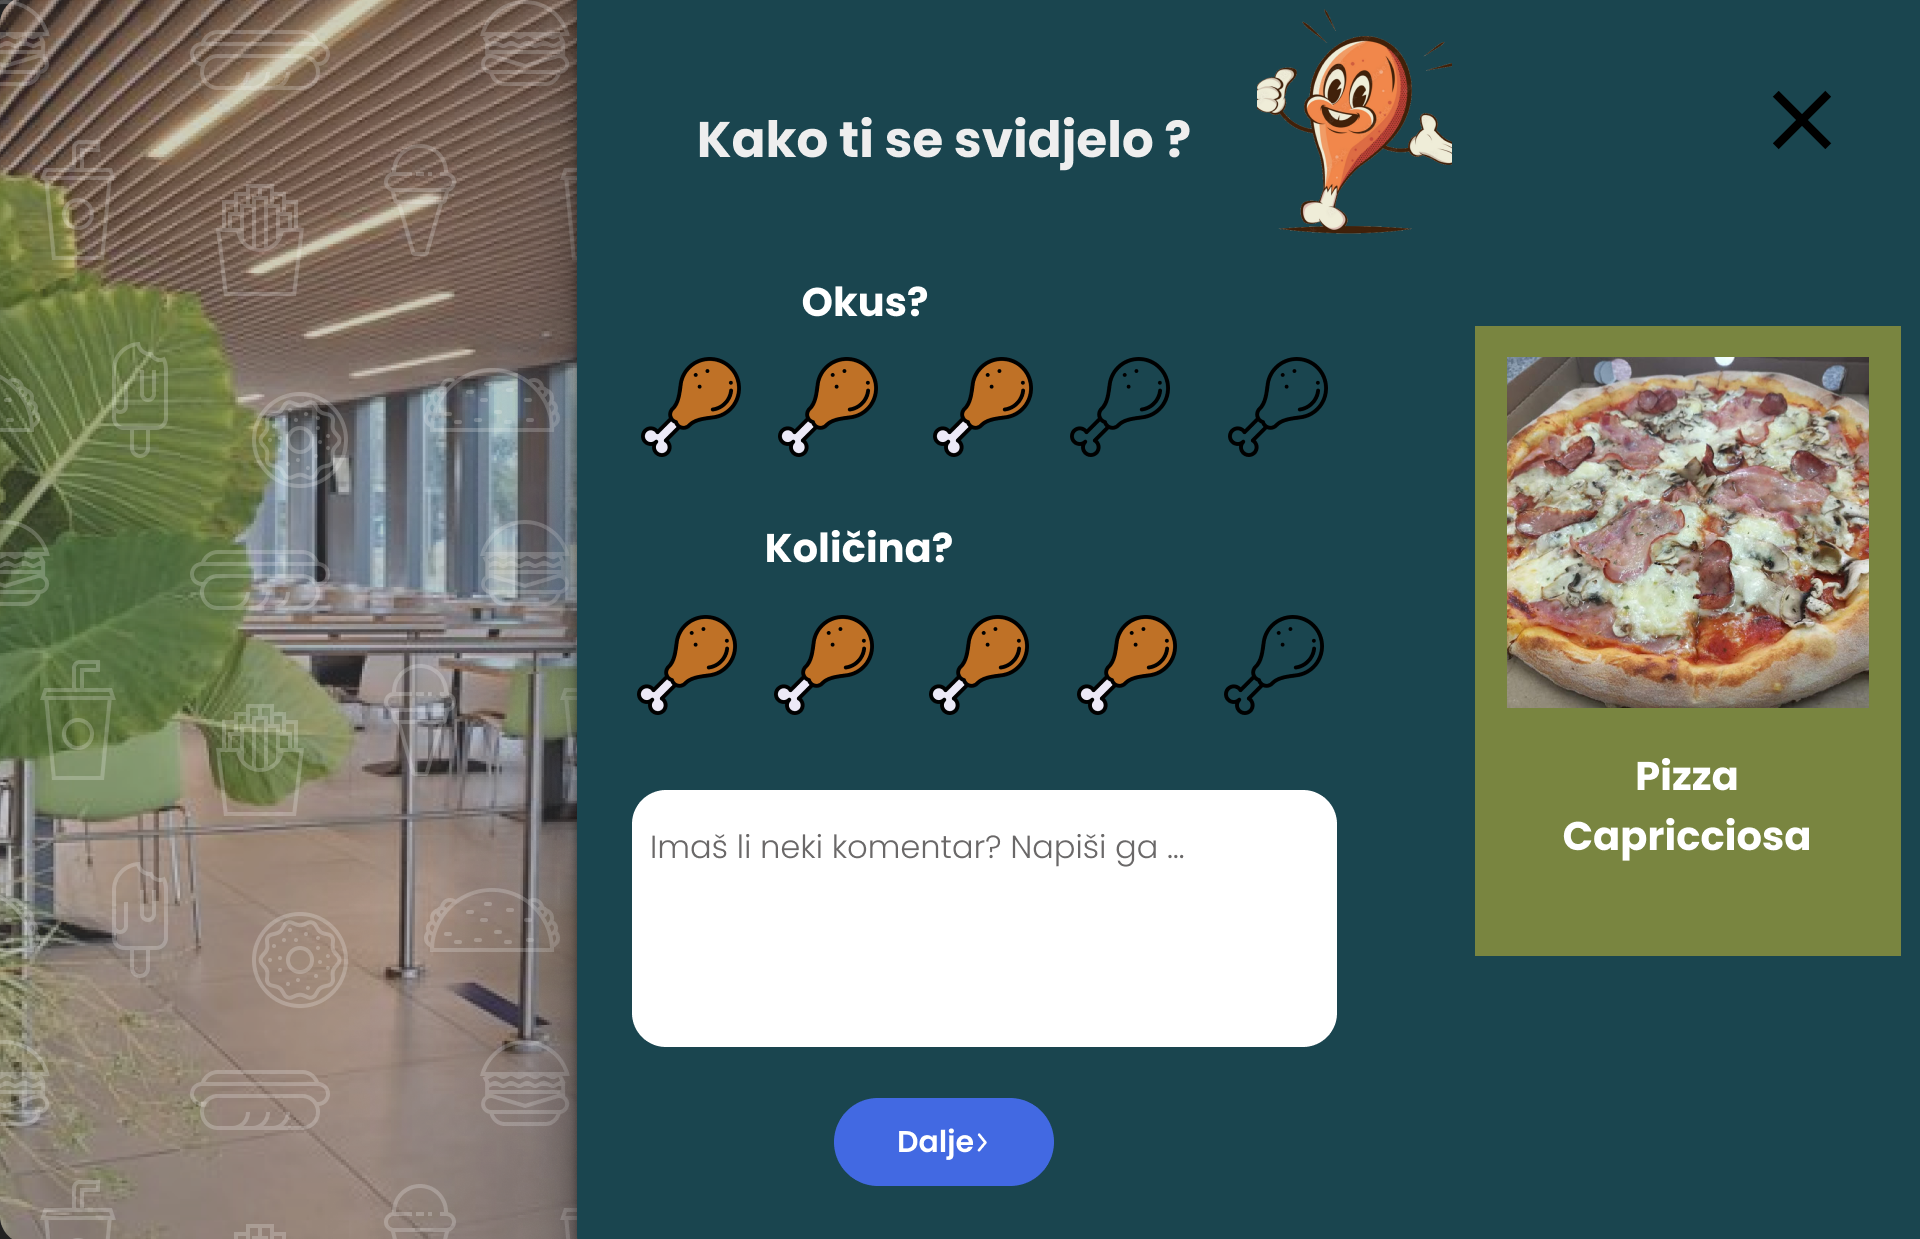 Kako ti se svidjelo ?
Okus?
Količina?
Imaš li neki komentar? Napiši ga ...
Dalje
Pizza
Capricciosa